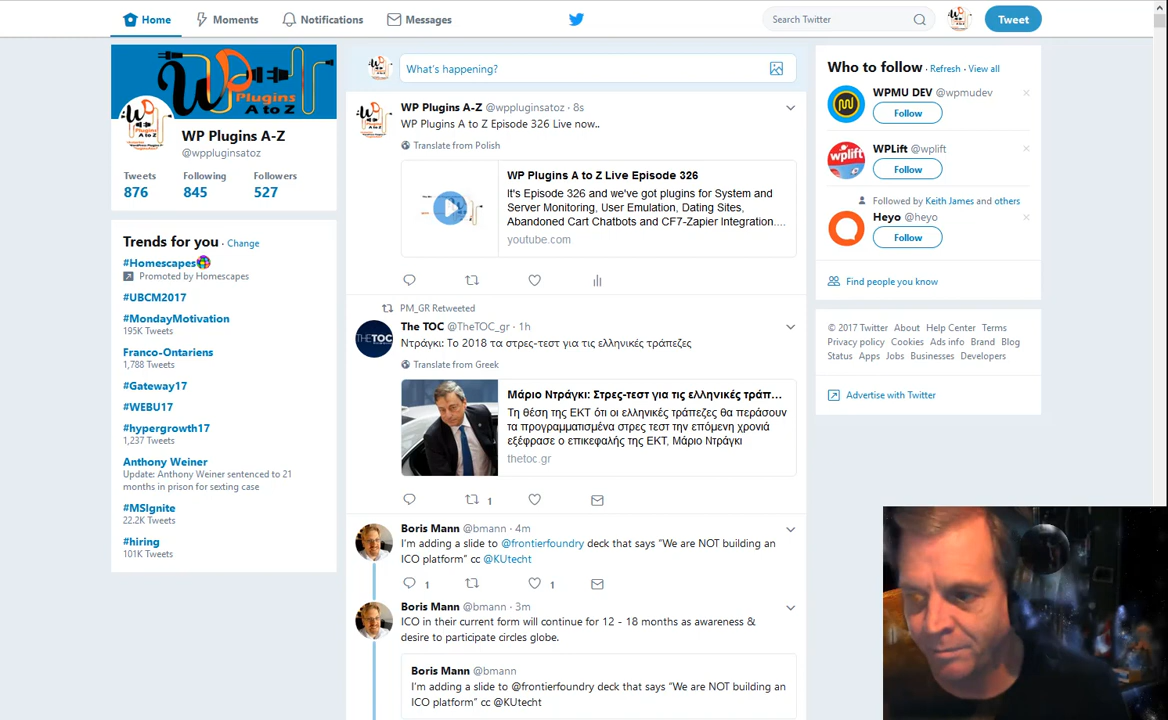 Home
Moments
Notifications
Messages
Search Twitter
Tweet
WP Plugins A to Z
WP Plugins A-Z
@wppluginsatoz
Tweets Following Followers
876 845 527
Trends for you · Change
#Homescapes
Promoted by Homescapes
#UBCM2017
#MondayMotivation
195K Tweets
Franco-Ontariens
1,788 Tweets
#Gateway17
#WEBU17
#hypergrowth17
1,237 Tweets
Anthony Weiner
Update: Anthony Weiner sentenced to 21
months in prison for sexting case
#MSIgnite
22.2K Tweets
#hiring
101K Tweets
What's happening?
WP Plugins A-Z @wppluginsatoz · 8s
WP Plugins A to Z Episode 326 Live now..
Translate from Polish
WP Plugins A to Z Live Episode 326
It's Episode 326 and we've got plugins for System and
Server Monitoring, User Emulation, Dating Sites,
Abandoned Cart Chatbots and CF7-Zapier Integration....
youtube.com
PM_GR Retweeted
The TOC @TheTOC_gr · 1h
Ντράγκι: Το 2018 τα στρες-τεστ για τις ελληνικές τράπεζες
Translate from Greek
THETOC
Μάριο Ντράγκι: Στρες-τεστ για τις ελληνικές τράπ...
Τη θέση της ΕΚΤ ότι οι ελληνικές τράπεζες θα περάσουν
τα προγραμματισμένα στρες τεστ την επόμενη χρονιά
εξέφρασε ο επικεφαλής της ΕΚΤ, Μάριο Ντράγκι
thetoc.gr
1
Boris Mann @bmann · 4m
I'm adding a slide to @frontierfoundry deck that says "We are NOT building an
ICO platform" cc @KUtecht
1 1
Boris Mann @bmann · 3m
ICO in their current form will continue for 12 - 18 months as awareness &
desire to participate circles globe.
Boris Mann @bmann
I'm adding a slide to @frontierfoundry deck that says "We are NOT building an
ICO platform" cc @KUtecht
Who to follow · Refresh · View all
WPMU DEV @wpmudev
Follow
WPLift @wplift
wplift
Follow
Followed by Keith James and others
Heyo @heyo
Follow
Find people you know
© 2017 Twitter About Help Center Terms
Privacy policy Cookies Ads info Brand Blog
Status Apps Jobs Businesses Developers
Advertise with Twitter